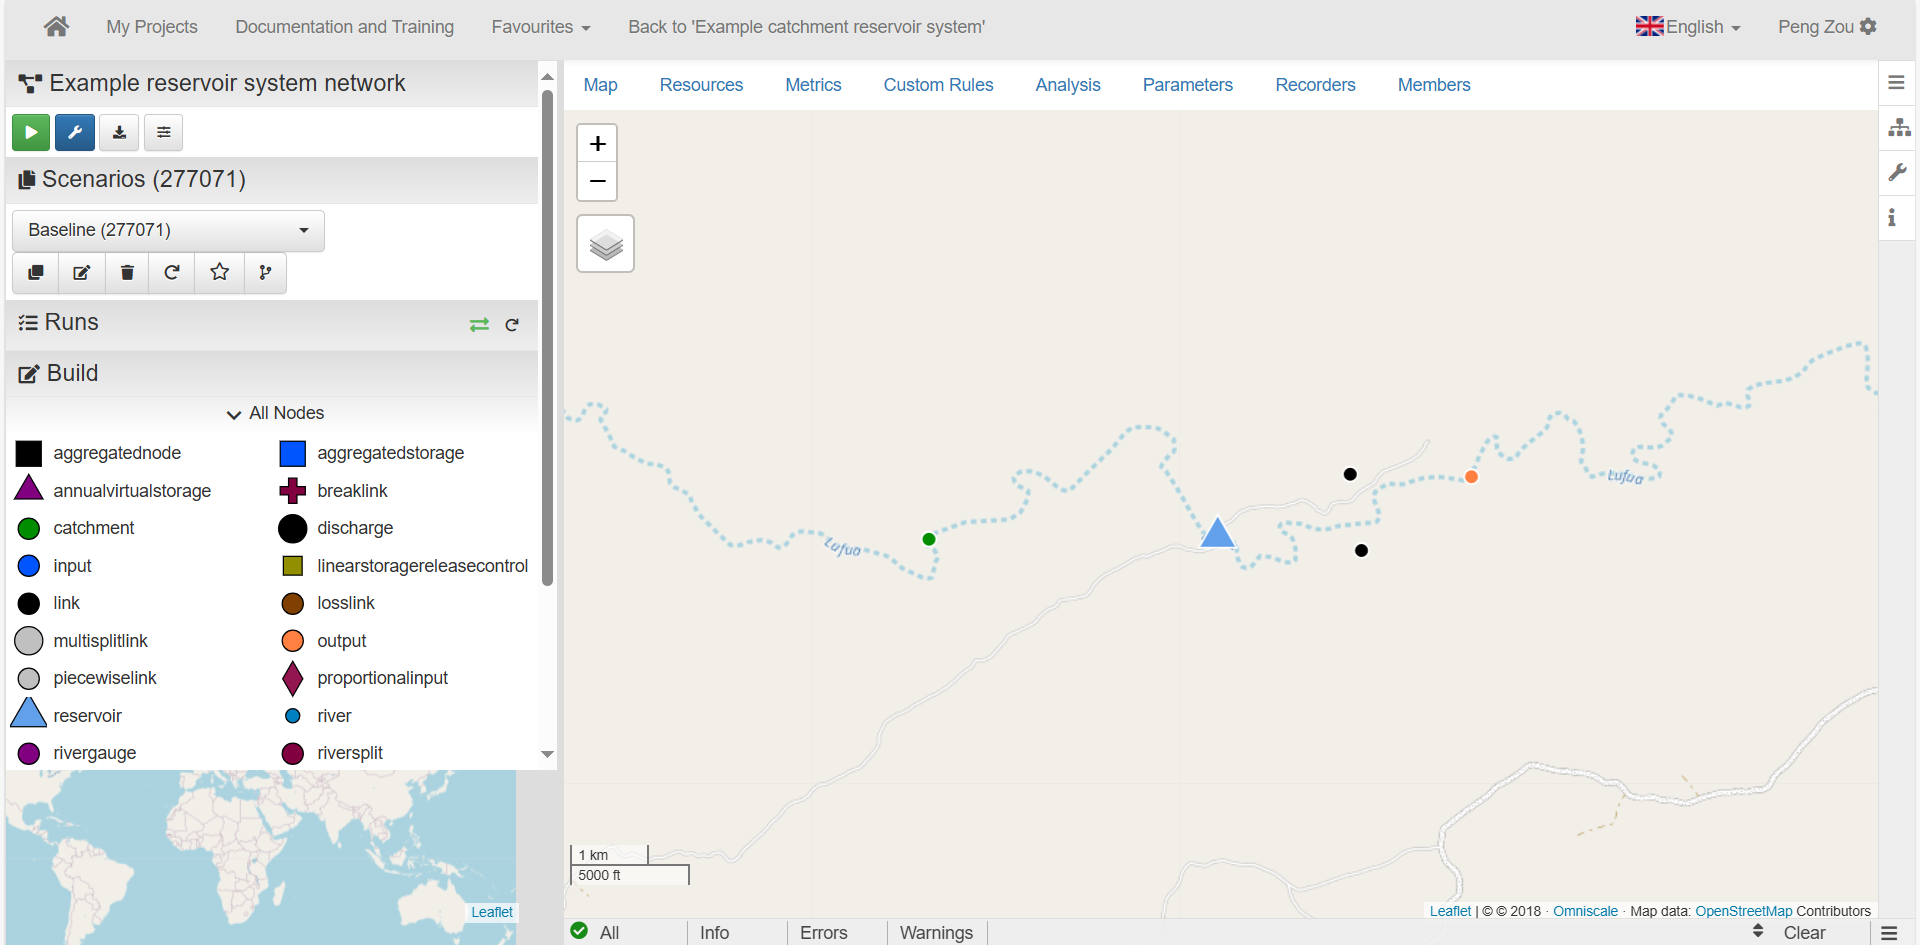 My Projects Documentation and Training Favourites Back to 'Example catchment reservoir system' English Peng Zou
Example reservoir system network
Scenarios (277071)
Baseline (277071)
Runs
Build
All Nodes
aggregatednode aggregatedstorage
annualvirtualstorage breaklink
catchment discharge
input linearstoragereleasecontrol
link losslink
multisplitlink output
piecewiselink proportionalinput
reservoir river
rivergauge riversplit
Leaflet
Map Resources Metrics Custom Rules Analysis Parameters Recorders Members
+
−
Lufua
Lufua
1 km
5000 ft
Leaflet | © © 2018 · Omniscale · Map data: OpenStreetMap Contributors
All Info Errors Warnings Clear